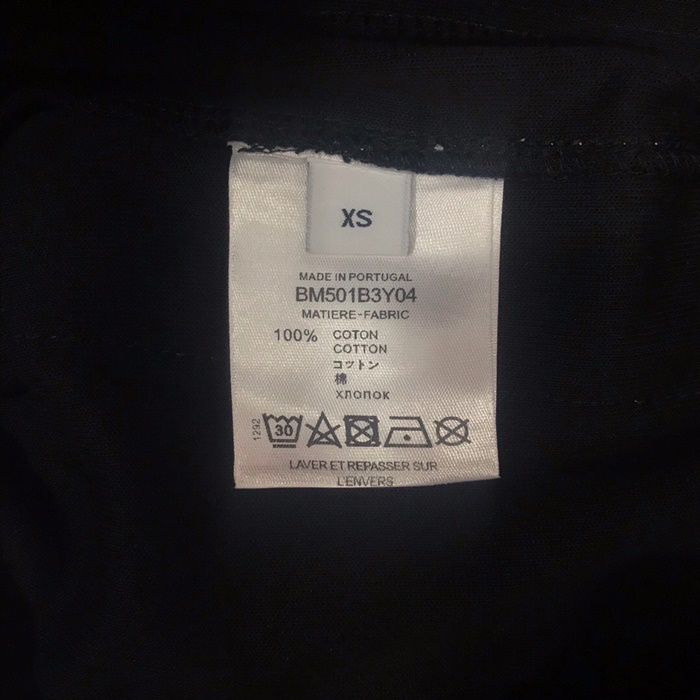 XS
MADE IN PORTUGAL
BM501B3Y04
MATIERE-FABRIC
100% COTON
COTTON
コットン
棉
хлопок
1292
30
LAVER ET REPASSER SUR
L'ENVERS